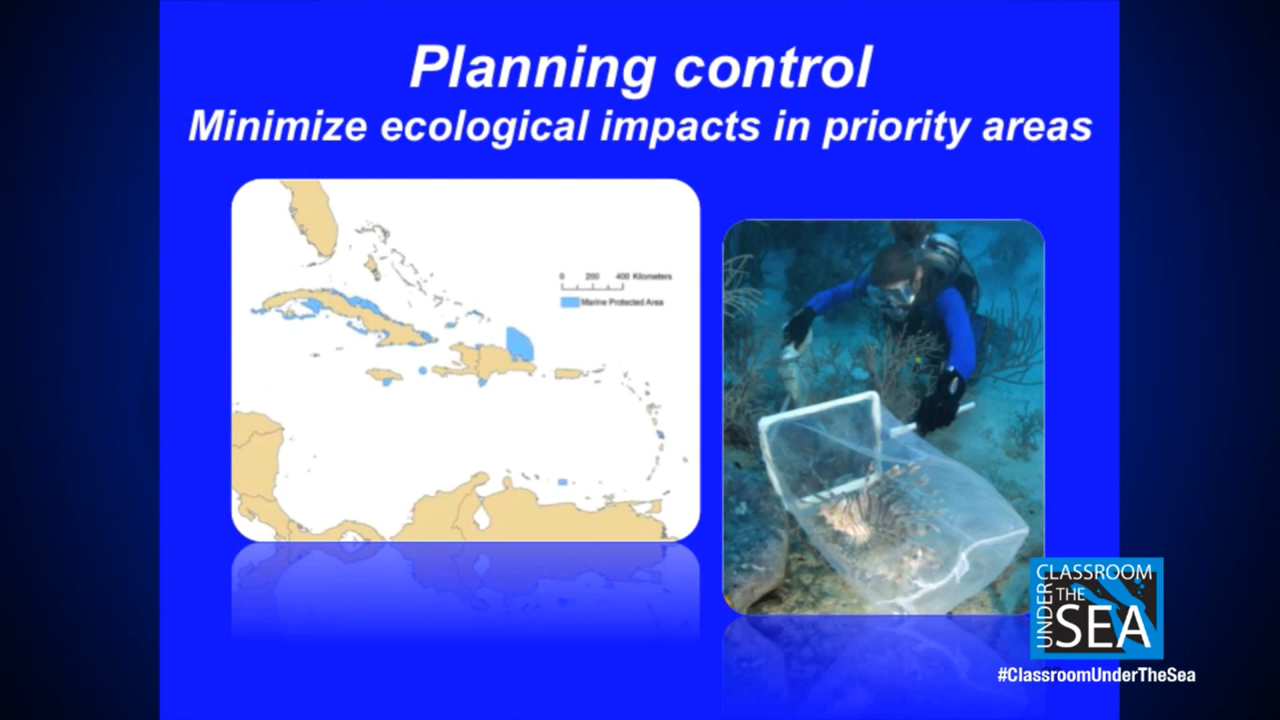 Planning control
Minimize ecological impacts in priority areas
0 200 400 Kilometers
Marine Protected Area
CLASSROOM
UNDER
THE
SEA
#ClassroomUnderTheSea